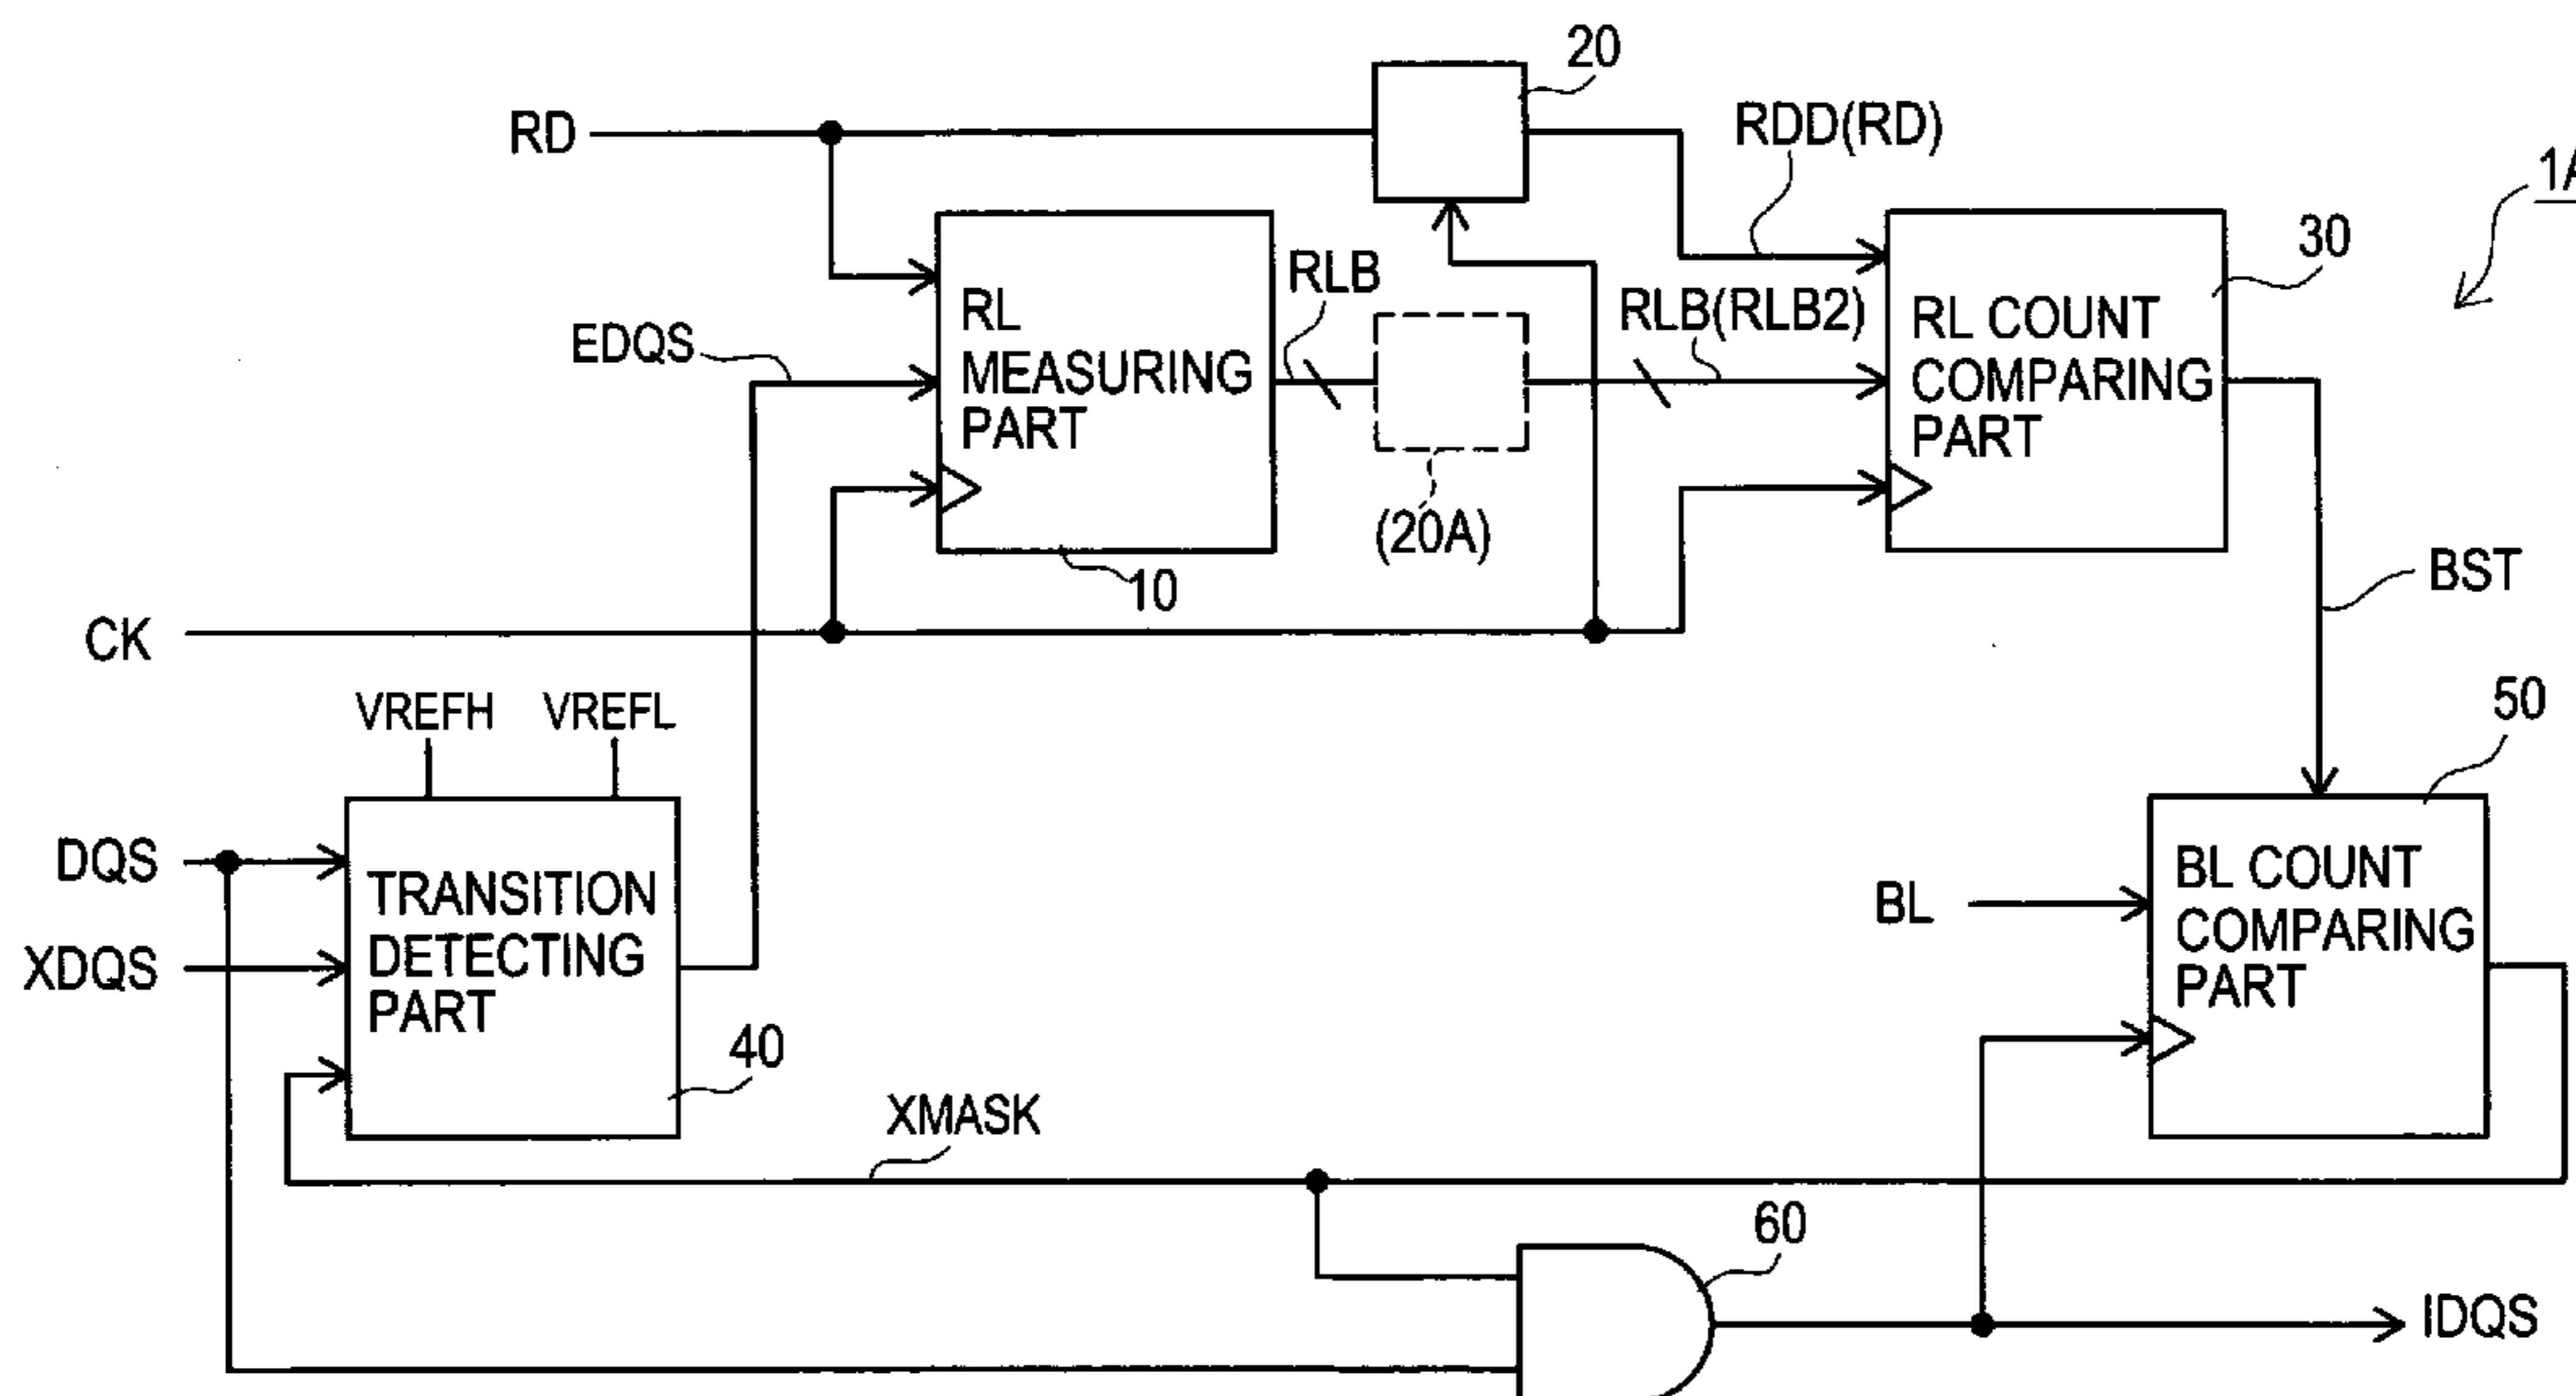 20
RD
RDD(RD)
30
RLB
RL
MEASURING
PART
EDQS
RLB(RLB2)
RL COUNT
COMPARING
PART
(20A)
10
BST
CK
VREFH
VREFL
50
DQS
TRANSITION
DETECTING
PART
XDQS
BL
BL COUNT
COMPARING
PART
40
XMASK
60
IDQS